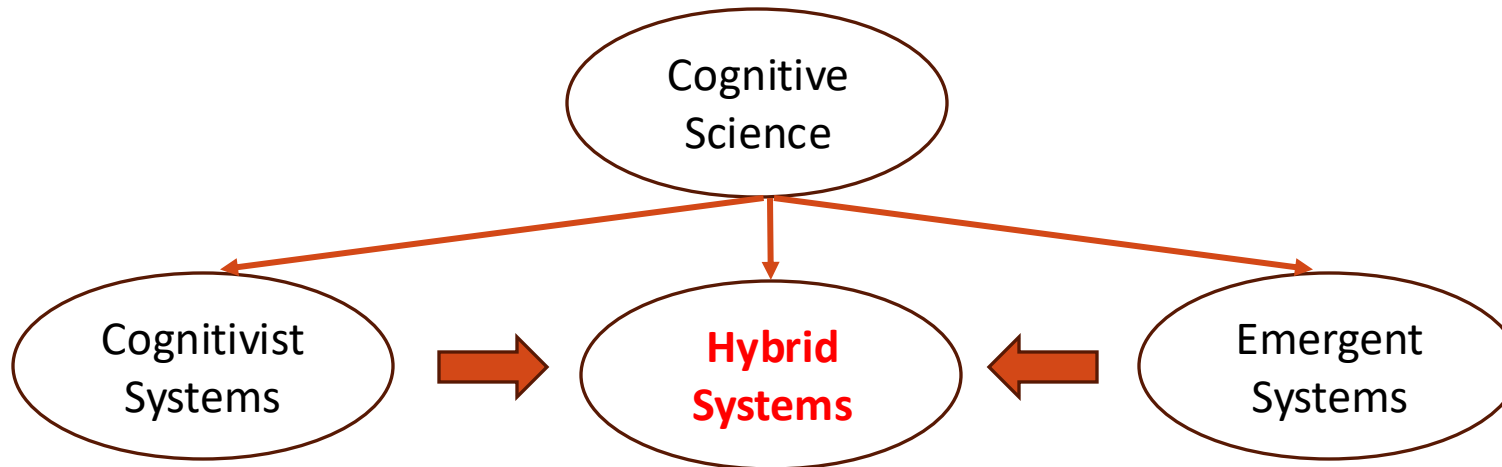 Cognitive
Science
Cognitivist
Systems
Hybrid
Systems
Emergent
Systems